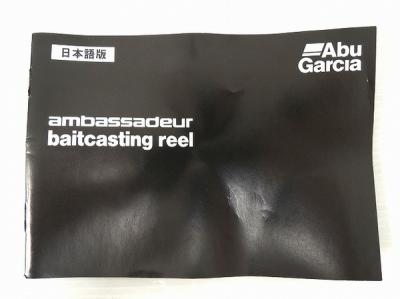 日本語版
Abu
Garcia
ambassadeur
baitcasting reel